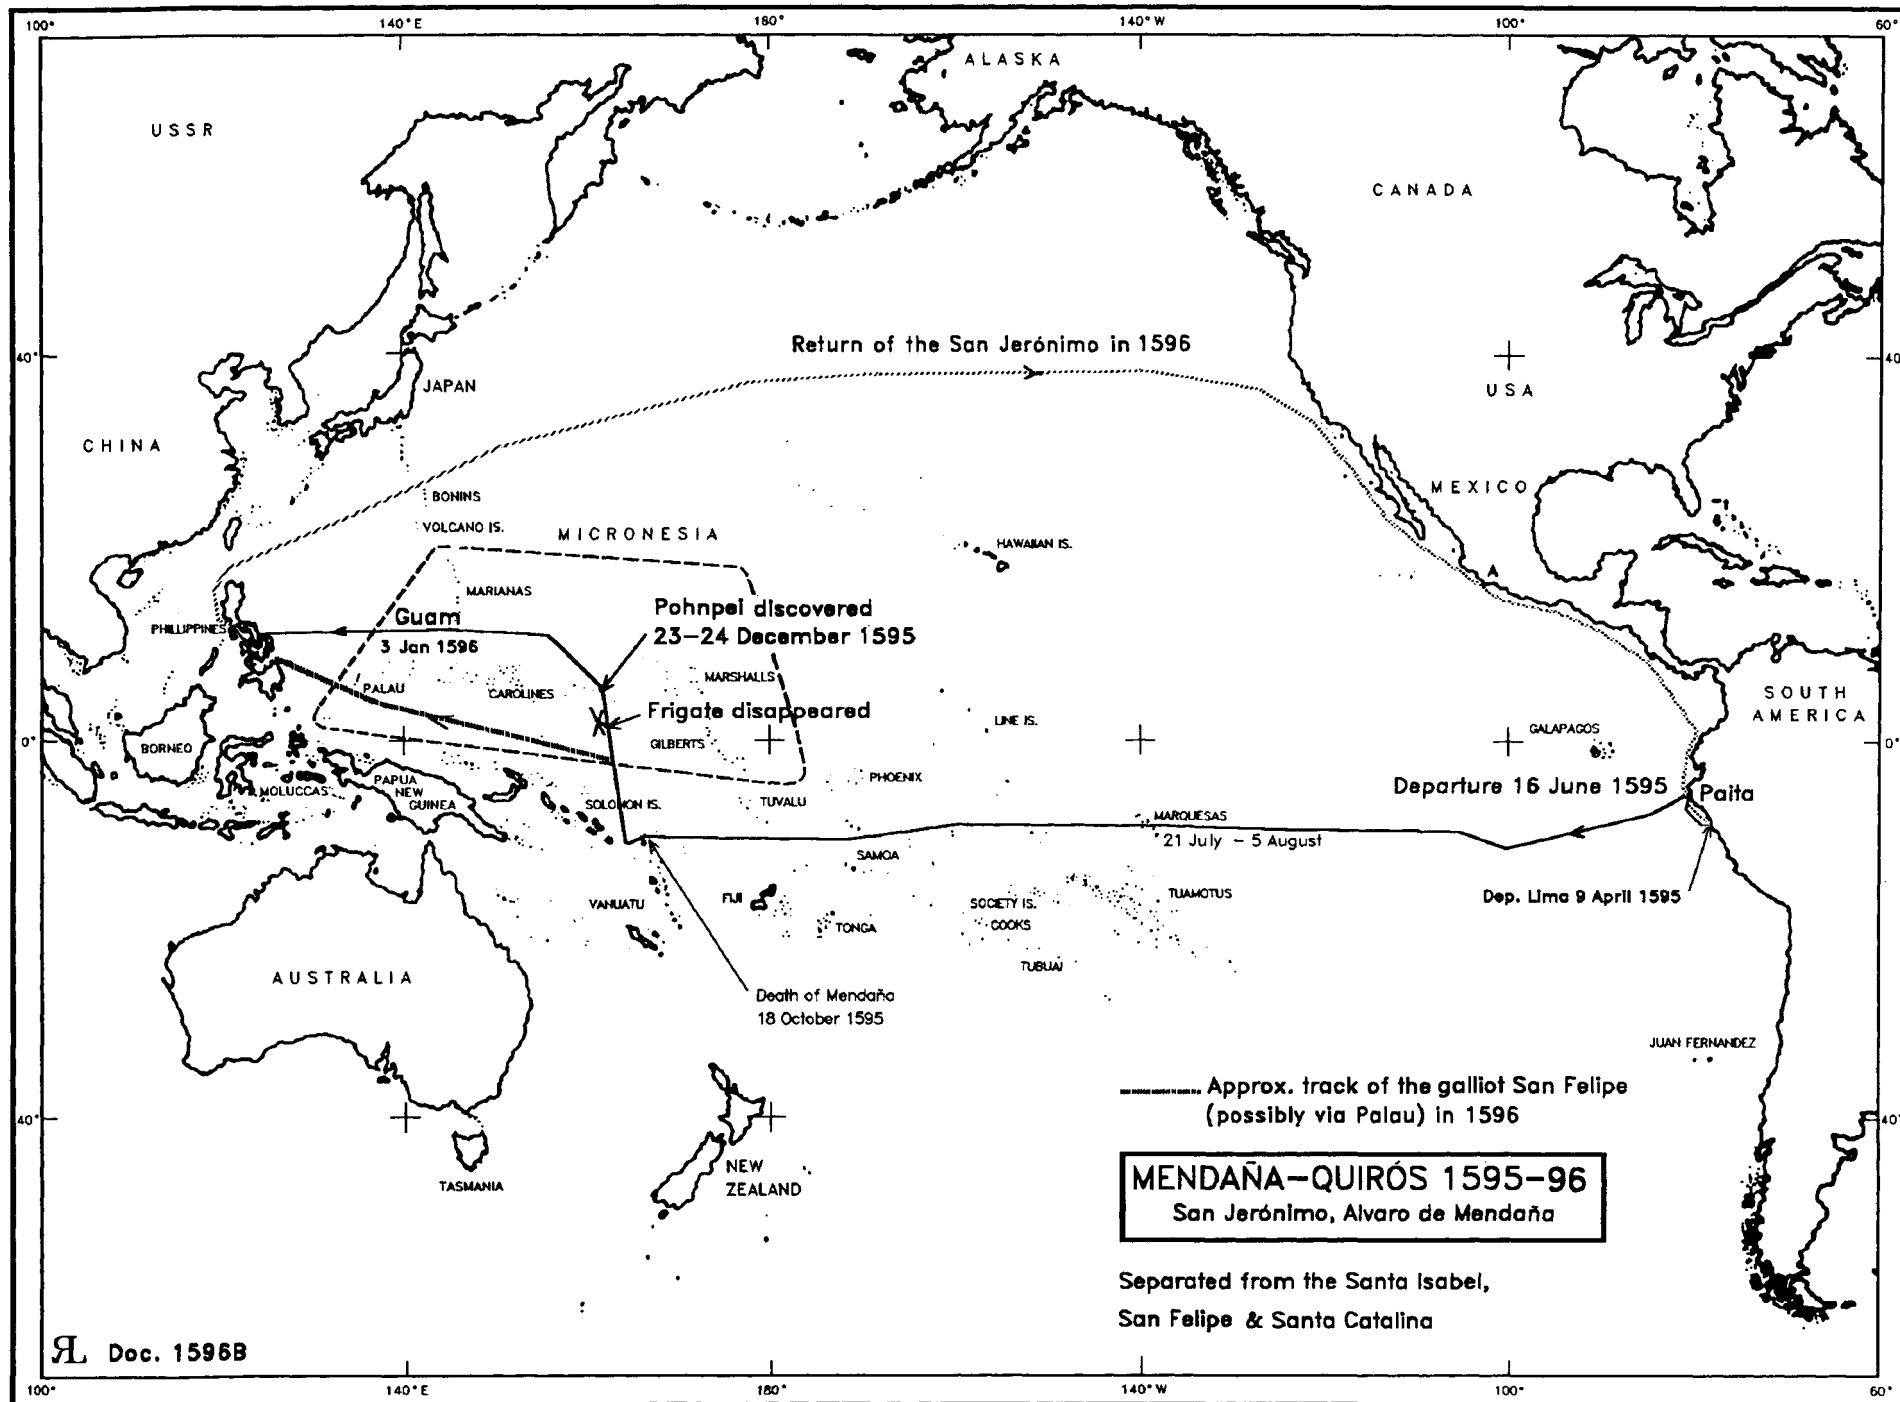 100° 140°E 180° 140°W 100° 60°
ALASKA
USSR
CANADA
Return of the San Jerónimo in 1596
40° 40°
JAPAN
USA
CHINA
MEXICO
BONINS
VOLCANO IS.
MICRONESIA
HAWAIIAN IS.
A
MARIANAS
Guam
3 Jan 1596
Pohnpei discovered
23-24 December 1595
PHILLIPPINES
PALAU
CAROLINES
MARSHALLS
SOUTH
AMERICA
Frigate disappeared
LINE IS.
GALAPAGOS
BORNEO
GILBERTS
0° 0°
PHOENIX
MOLUCCAS
PAPUA
NEW
GUINEA
SOLOMON IS.
TUVALU
Departure 16 June 1595
Paita
MARQUESAS
21 July - 5 August
SAMOA
VANUATU
FIJI
TONGA
SOCIETY IS.
COOKS
TUAMOTUS
TUBUAI
Dep. Lima 9 April 1595
AUSTRALIA
Death of Mendaña
18 October 1595
JUAN FERNANDEZ
40° 40°
TASMANIA
NEW
ZEALAND
Approx. track of the galliot San Felipe
(possibly via Palau) in 1596
MENDAÑA-QUIRÓS 1595-96
San Jerónimo, Alvaro de Mendaña
Separated from the Santa Isabel,
San Felipe & Santa Catalina
Doc. 1596B
100° 140°E 180° 140°W 100° 60°